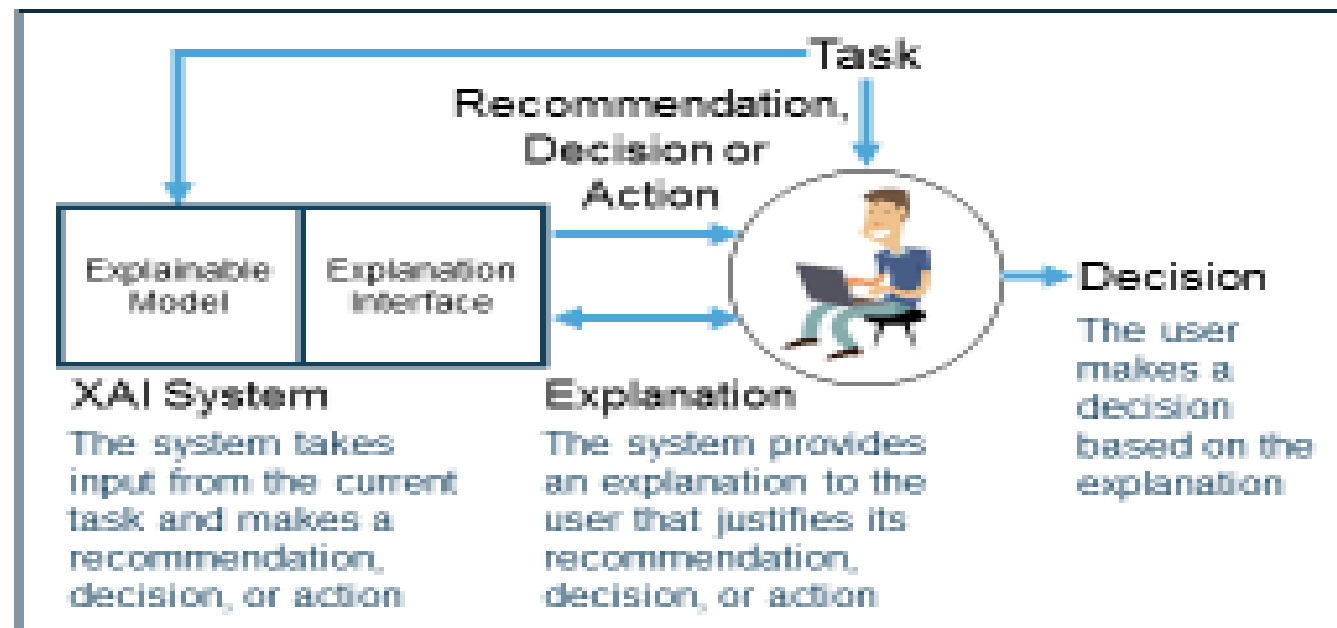 Task
Recommendation,
Decision or
Action
Explainable
Model
Explanation
Interface
XAI System
The system takes
input from the current
task and makes a
recommendation,
decision, or action
Explanation
The system provides
an explanation to the
user that justifies its
recommendation,
decision, or action
Decision
The user
makes a
decision
based on the
explanation